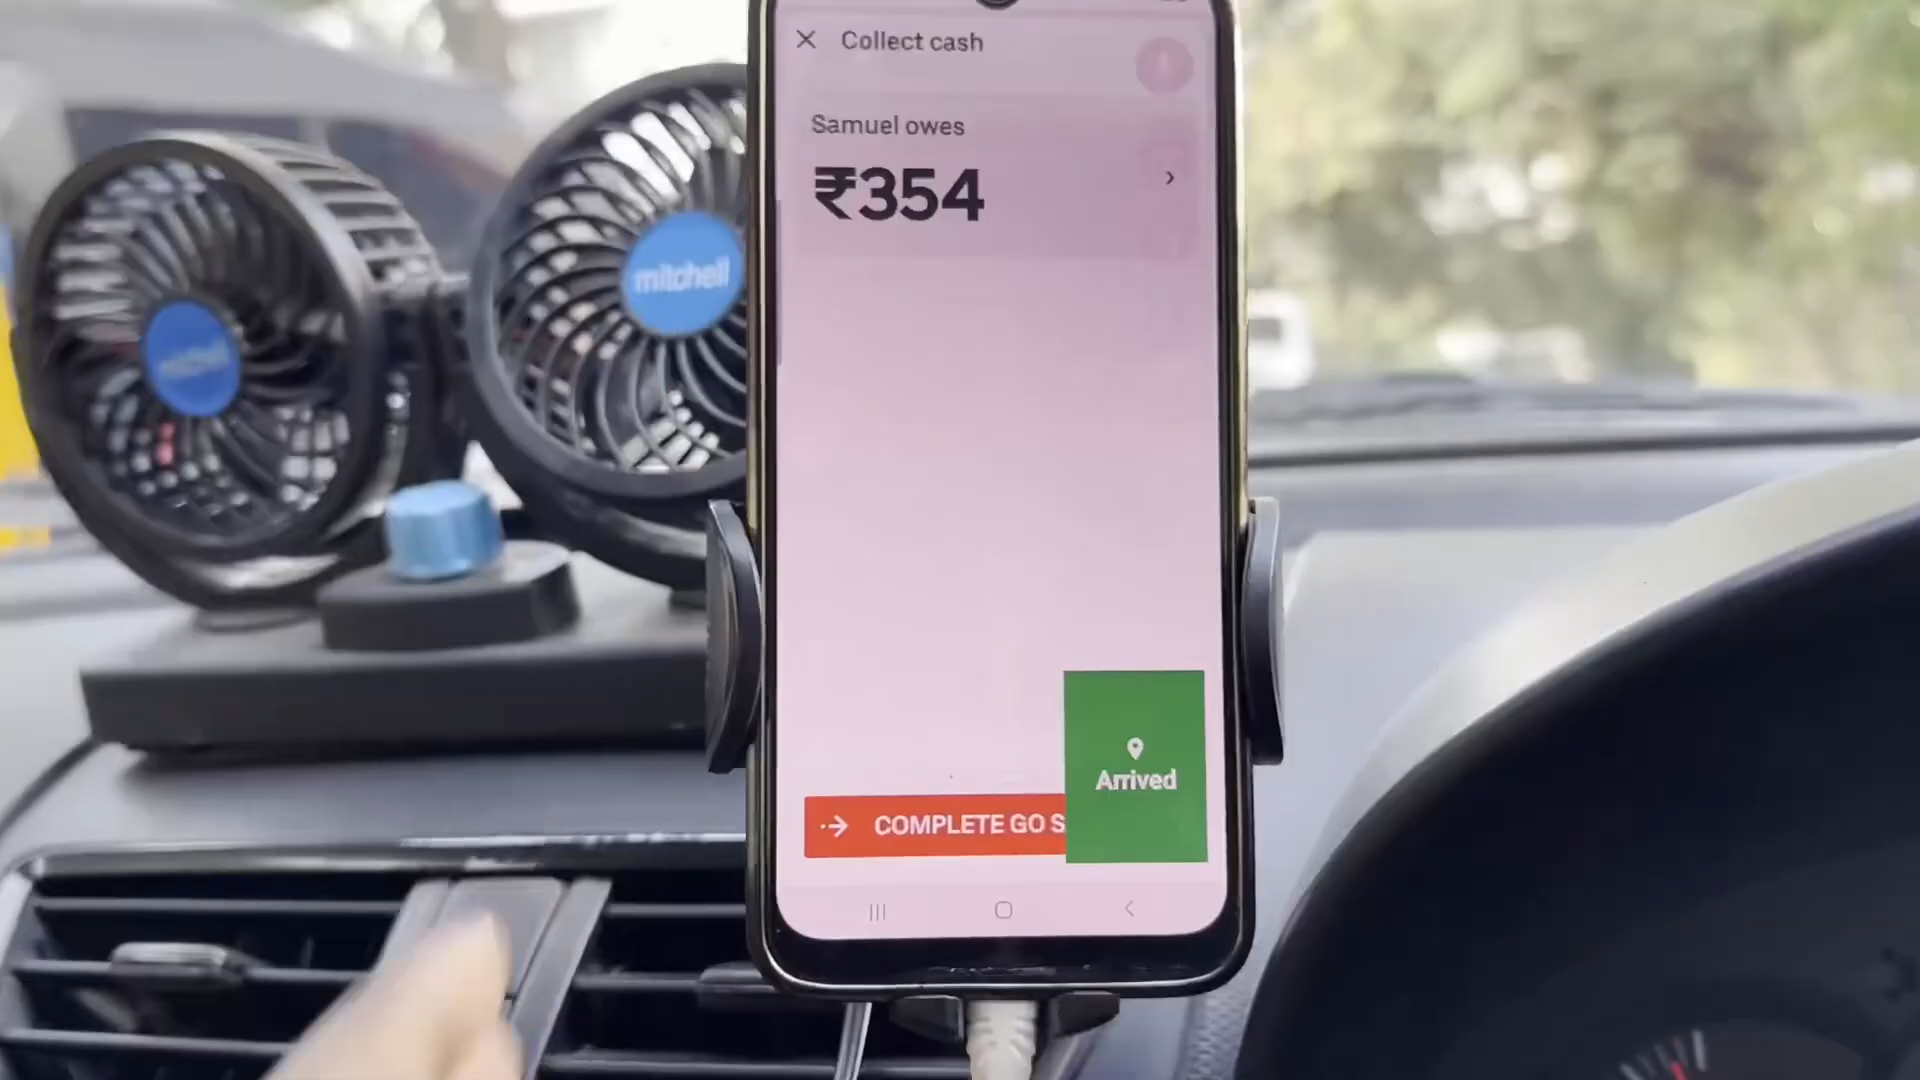 Collect cash
Samuel owes
₹354
mitchell
mitchell
Arrived
COMPLETE GO S